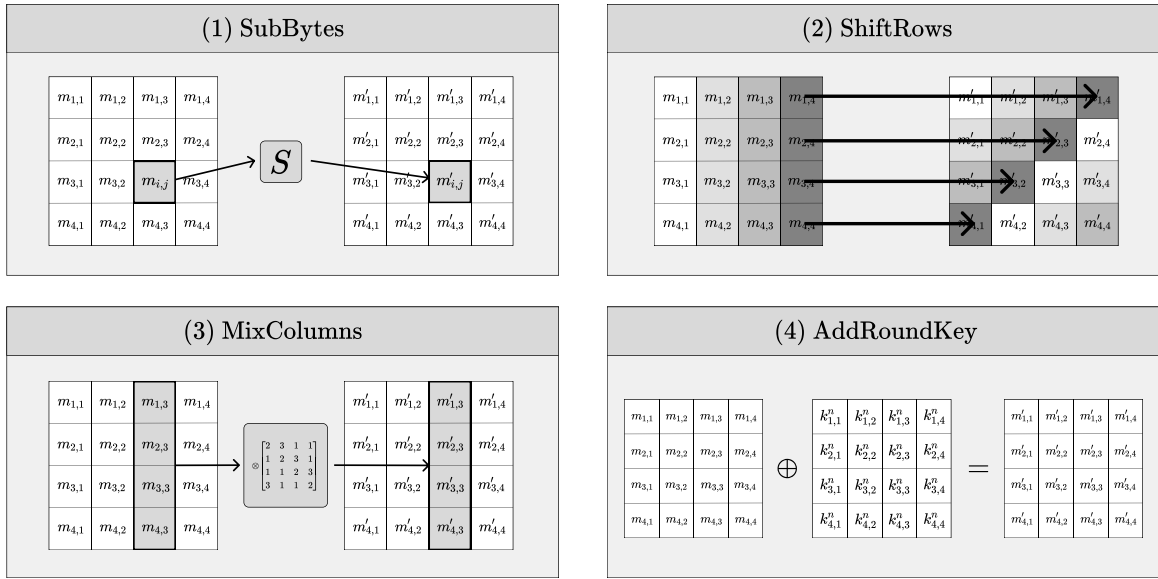 (1) SubBytes
m1,1 m1,2 m1,3 m1,4 m′1,1 m′1,2 m′1,3 m′1,4
m2,1 m2,2 m2,3 m2,4 m′2,1 m′2,2 m′2,3 m′2,4
S
m3,1 m3,2 mi,j m3,4 m′3,1 m′3,2 m′i,j m′3,4
m4,1 m4,2 m4,3 m4,4 m′4,1 m′4,2 m′4,3 m′4,4
(2) ShiftRows
m1,1 m1,2 m1,3 m1,4 m′1,1 m′1,2 m′1,3 m′1,4
m2,1 m2,2 m2,3 m2,4 m′2,1 m′2,2 m′2,3 m′2,4
m3,1 m3,2 m3,3 m3,4 m′3,1 m′3,2 m′3,3 m′3,4
m4,1 m4,2 m4,3 m4,4 m′4,1 m′4,2 m′4,3 m′4,4
(3) MixColumns
m1,1 m1,2 m1,3 m1,4 m′1,1 m′1,2 m′1,3 m′1,4
m2,1 m2,2 m2,3 m2,4 m′2,1 m′2,2 m′2,3 m′2,4
m3,1 m3,2 m3,3 m3,4 m′3,1 m′3,2 m′3,3 m′3,4
m4,1 m4,2 m4,3 m4,4 m′4,1 m′4,2 m′4,3 m′4,4
2 3 1 1
1 2 3 1
⊗
1 1 2 3
3 1 1 2
(4) AddRoundKey
m1,1 m1,2 m1,3 m1,4 kⁿ1,1 kⁿ1,2 kⁿ1,3 kⁿ1,4 m′1,1 m′1,2 m′1,3 m′1,4
m2,1 m2,2 m2,3 m2,4 kⁿ2,1 kⁿ2,2 kⁿ2,3 kⁿ2,4 m′2,1 m′2,2 m′2,3 m′2,4
⊕ =
m3,1 m3,2 m3,3 m3,4 kⁿ3,1 kⁿ3,2 kⁿ3,3 kⁿ3,4 m′3,1 m′3,2 m′3,3 m′3,4
m4,1 m4,2 m4,3 m4,4 kⁿ4,1 kⁿ4,2 kⁿ4,3 kⁿ4,4 m′4,1 m′4,2 m′4,3 m′4,4